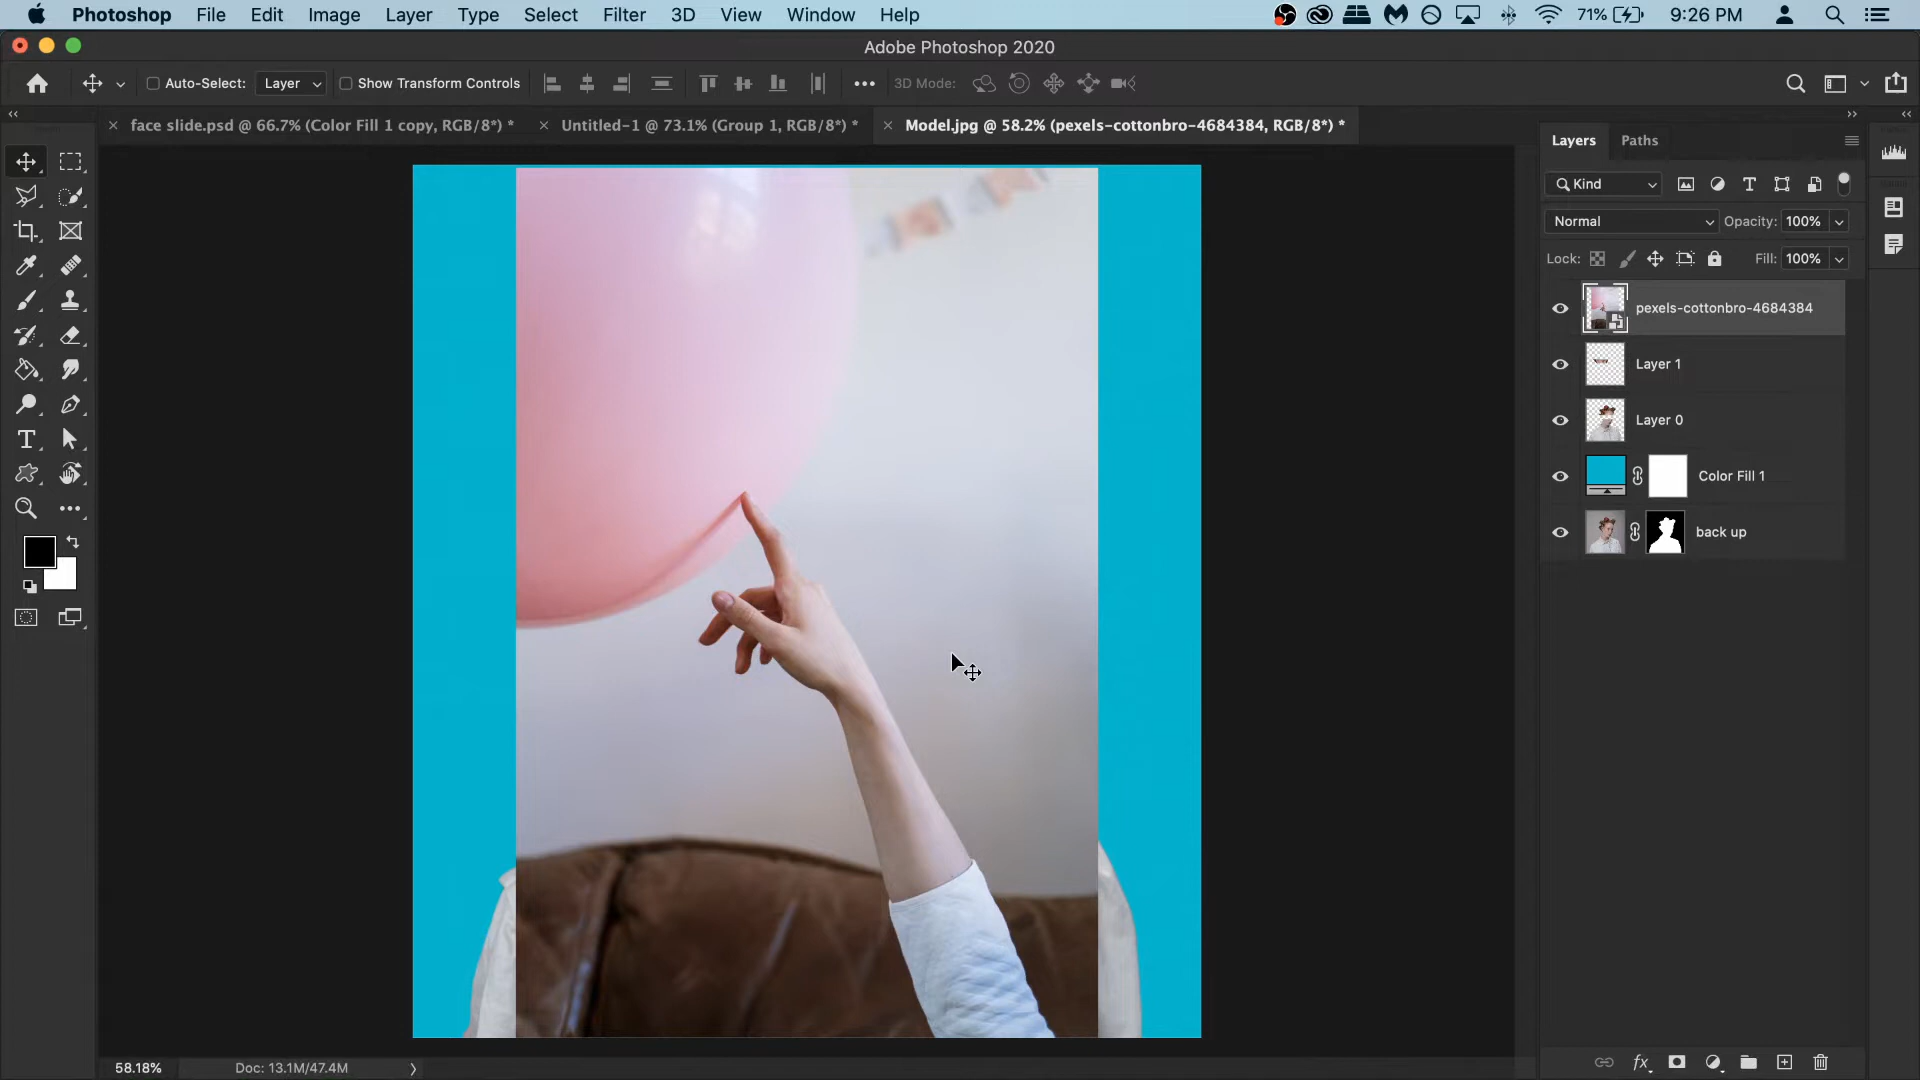 Photoshop File Edit Image Layer Type Select Filter 3D View Window Help 71% 9:26 PM
Adobe Photoshop 2020
Auto-Select: Layer Show Transform Controls 3D Mode:
face slide.psd @ 66.7% (Color Fill 1 copy, RGB/8*) * Untitled-1 @ 73.1% (Group 1, RGB/8*) * Model.jpg @ 58.2% (pexels-cottonbro-4684384, RGB/8*) *
Layers Paths
Kind
Normal Opacity: 100%
Lock: Fill: 100%
pexels-cottonbro-4684384
Layer 1
Layer 0
Color Fill 1
back up
58.18% Doc: 13.1M/47.4M